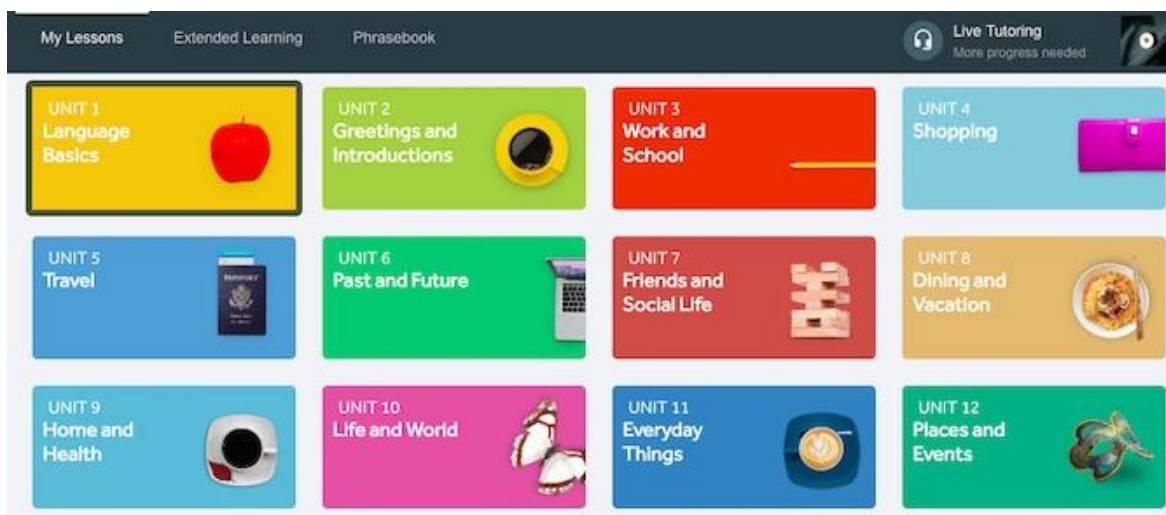 My Lessons Extended Learning Phrasebook Live Tutoring
More progress needed
UNIT 1
Language
Basics
UNIT 2
Greetings and
Introductions
UNIT 3
Work and
School
UNIT 4
Shopping
UNIT 5
Travel
PASSPORT
UNIT 6
Past and Future
UNIT 7
Friends and
Social Life
UNIT 8
Dining and
Vacation
UNIT 9
Home and
Health
UNIT 10
Life and World
UNIT 11
Everyday
Things
UNIT 12
Places and
Events